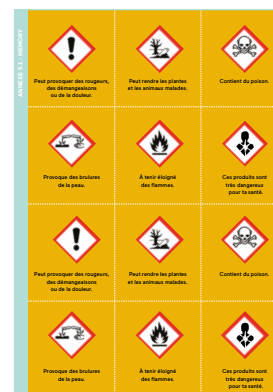 ANNEXE 5.1 : MEMORY
Peut provoquer des rougeurs,
des démangeaisons
ou de la douleur.
Peut rendre les plantes
et les animaux malades.
Contient du poison.
Provoque des brulures
de la peau.
À tenir éloigné
des flammes.
Ces produits sont
très dangereux
pour ta santé.
Peut provoquer des rougeurs,
des démangeaisons
ou de la douleur.
Peut rendre les plantes
et les animaux malades.
Contient du poison.
Provoque des brulures
de la peau.
À tenir éloigné
des flammes.
Ces produits sont
très dangereux
pour ta santé.